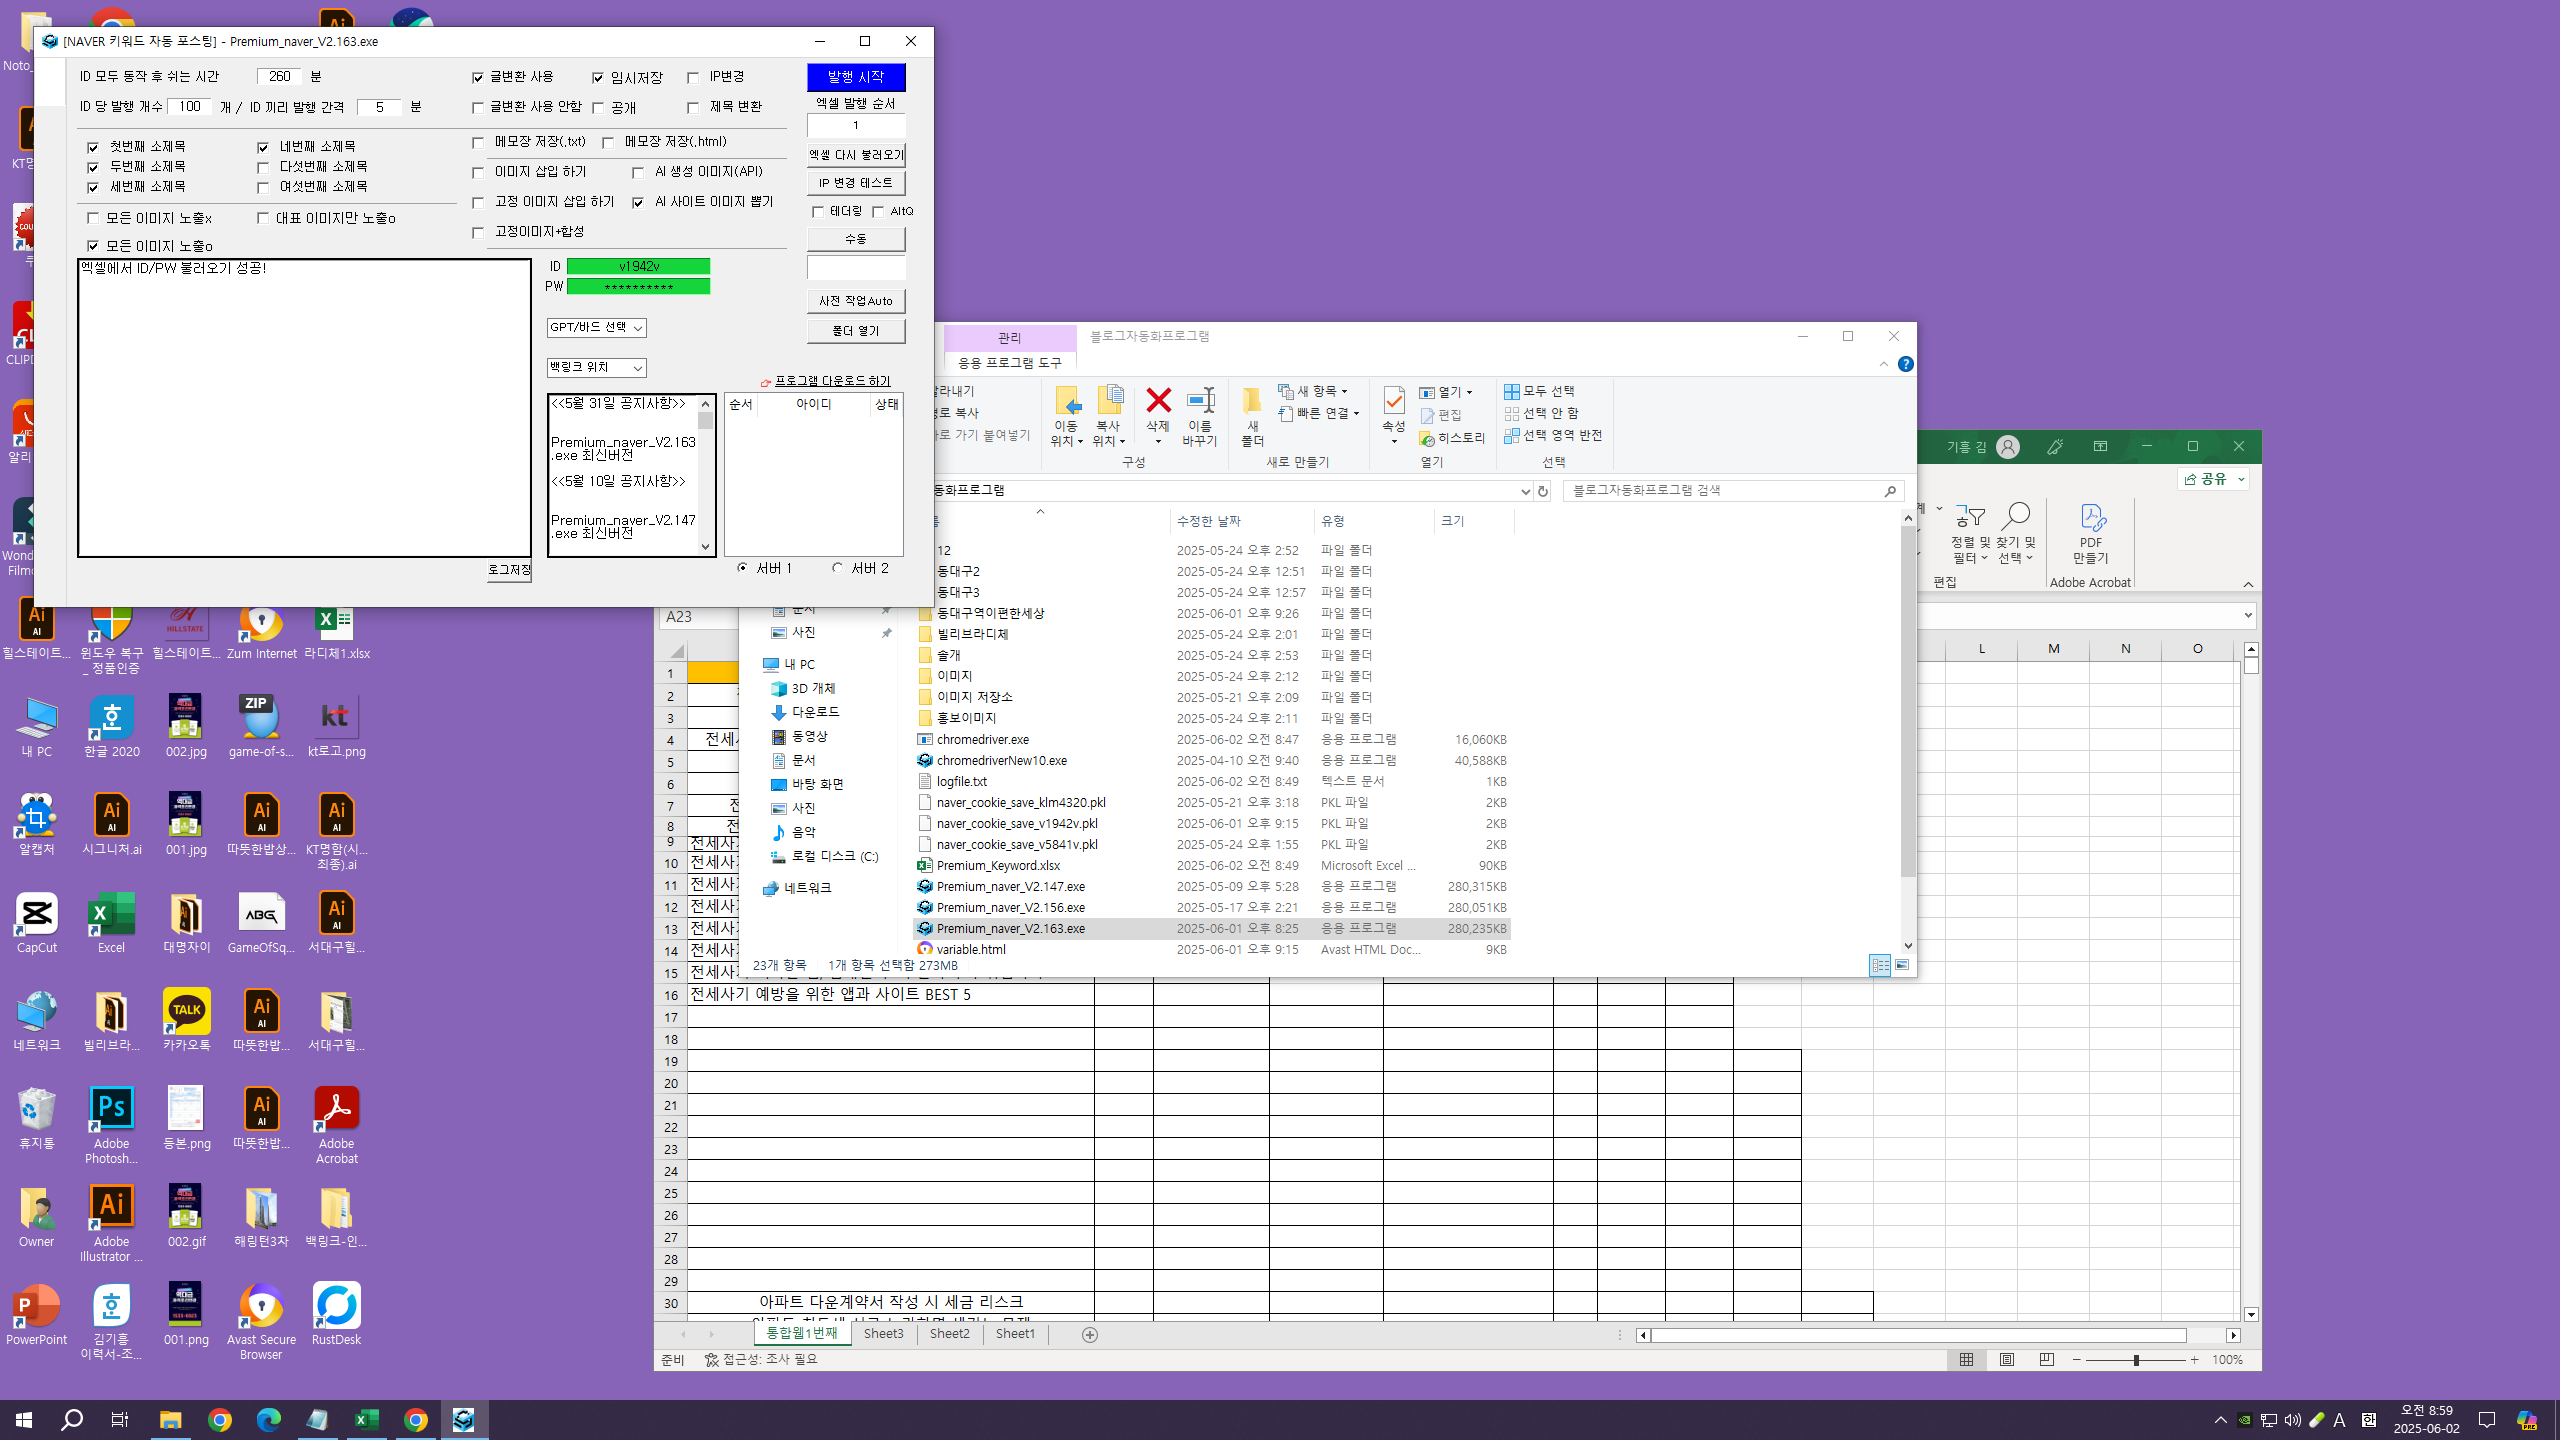 [NAVER 키워드 자동 포스팅] - Premium_naver_V2.163.exe
ID 모두 동작 후 쉬는 시간 260 분
ID 당 발행 개수 100 개 / ID 끼리 발행 간격 5 분
글변환 사용 임시저장 IP변경
글변환 사용 안함 공개 제목 변환
발행 시작
엑셀 발행 순서
1
엑셀 다시 불러오기
IP 변경 테스트
테더링 AltQ
수동
사전 작업Auto
폴더 열기
첫번째 소제목 네번째 소제목
두번째 소제목 다섯번째 소제목
세번째 소제목 여섯번째 소제목
모든 이미지 노출x 대표 이미지만 노출o
모든 이미지 노출o
메모장 저장(.txt) 메모장 저장(.html)
이미지 삽입 하기 AI 생성 이미지(API)
고정 이미지 삽입 하기 AI 사이트 이미지 뽑기
고정이미지+합성
엑셀에서 ID/PW 불러오기 성공!
ID v1942v
PW **********
GPT/바드 선택
백링크 위치
프로그램 다운로드 하기
<<5월 31일 공지사항>>
Premium_naver_V2.163
.exe 최신버전
<<5월 10일 공지사항>>
Premium_naver_V2.147
.exe 최신버전
순서 아이디 상태
로그저장
서버 1 서버 2
관리
블로그자동화프로그램
응용 프로그램 도구
이동 위치
복사 위치
삭제
이름 바꾸기
구성
새 폴더
새 항목
빠른 연결
새로 만들기
속성
열기
편집
히스토리
열기
모두 선택
선택 안 함
선택 영역 반전
선택
블로그자동화프로그램 검색
수정한 날짜 유형 크기
12 2025-05-24 오후 2:52 파일 폴더
동대구2 2025-05-24 오후 12:51 파일 폴더
동대구3 2025-05-24 오후 12:57 파일 폴더
동대구역이편한세상 2025-06-01 오후 9:26 파일 폴더
빌리브라디체 2025-05-24 오후 2:01 파일 폴더
솔개 2025-05-24 오후 2:53 파일 폴더
이미지 2025-05-24 오후 2:12 파일 폴더
이미지 저장소 2025-05-21 오후 2:09 파일 폴더
홍보이미지 2025-05-24 오후 2:11 파일 폴더
chromedriver.exe 2025-06-02 오전 8:47 응용 프로그램 16,060KB
chromedriverNew10.exe 2025-04-10 오전 9:40 응용 프로그램 40,588KB
logfile.txt 2025-06-02 오전 8:49 텍스트 문서 1KB
naver_cookie_save_klm4320.pkl 2025-05-21 오후 3:18 PKL 파일 2KB
naver_cookie_save_v1942v.pkl 2025-06-01 오후 9:15 PKL 파일 2KB
naver_cookie_save_v5841v.pkl 2025-05-24 오후 1:55 PKL 파일 2KB
Premium_Keyword.xlsx 2025-06-02 오전 8:49 Microsoft Excel ... 90KB
Premium_naver_V2.147.exe 2025-05-09 오후 5:28 응용 프로그램 280,315KB
Premium_naver_V2.156.exe 2025-05-17 오후 2:21 응용 프로그램 280,051KB
Premium_naver_V2.163.exe 2025-06-01 오후 8:25 응용 프로그램 280,235KB
variable.html 2025-06-01 오후 9:15 Avast HTML Doc... 9KB
사진
내 PC
3D 개체
다운로드
동영상
문서
바탕 화면
사진
음악
로컬 디스크 (C:)
네트워크
23개 항목 1개 항목 선택함 273MB
기흥 김
공유
정렬 및 필터
찾기 및 선택
편집
PDF 만들기
Adobe Acrobat
A23
L M N O
1
2
3
4
5
6
7
8
9
10
11
12
13
14
15
16 전세사기 예방을 위한 앱과 사이트 BEST 5
17
18
19
20
21
22
23
24
25
26
27
28
29
30 아파트 다운계약서 작성 시 세금 리스크
통합웰1번째 Sheet3 Sheet2 Sheet1
준비 접근성: 조사 필요 100%
힐스테이트...
윈도우 복구
_ 정품인증
힐스테이트...
Zum Internet
라디체1.xlsx
내 PC
한글 2020
002.jpg
game-of-s...
kt로고.png
알캡처
시그니처.ai
001.jpg
따뜻한밥상...
KT명함(시...
최종).ai
CapCut
Excel
대명자이
GameOfSq...
서대구힐...
네트워크
빌리브라...
카카오톡
따뜻한밥...
서대구힐...
휴지통
Adobe
Photosh...
등본.png
따뜻한밥...
Adobe
Acrobat
Owner
Adobe
Illustrator ...
002.gif
해링턴3차
백링크-인...
PowerPoint
김기흥
이력서-조...
001.png
Avast Secure
Browser
RustDesk
A 한 오전 8:59
2025-06-02